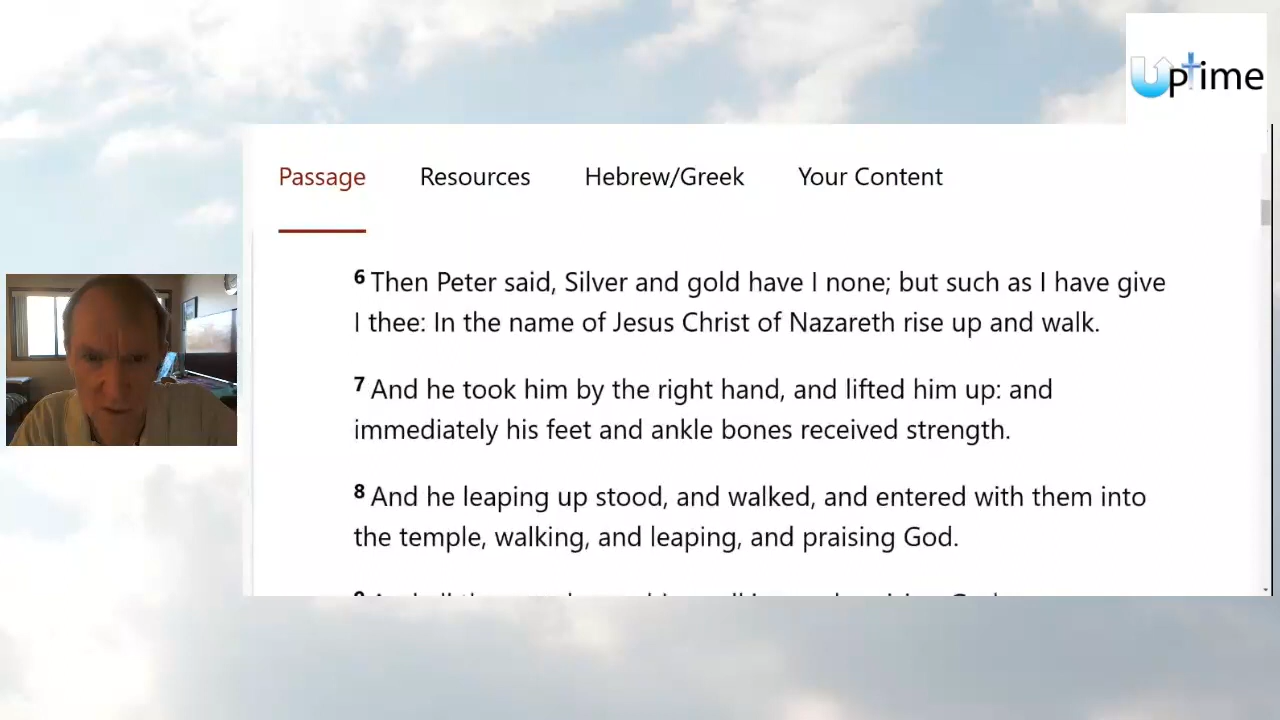 Uptime
Passage Resources Hebrew/Greek Your Content
6 Then Peter said, Silver and gold have I none; but such as I have give
I thee: In the name of Jesus Christ of Nazareth rise up and walk.
7 And he took him by the right hand, and lifted him up: and
immediately his feet and ankle bones received strength.
8 And he leaping up stood, and walked, and entered with them into
the temple, walking, and leaping, and praising God.